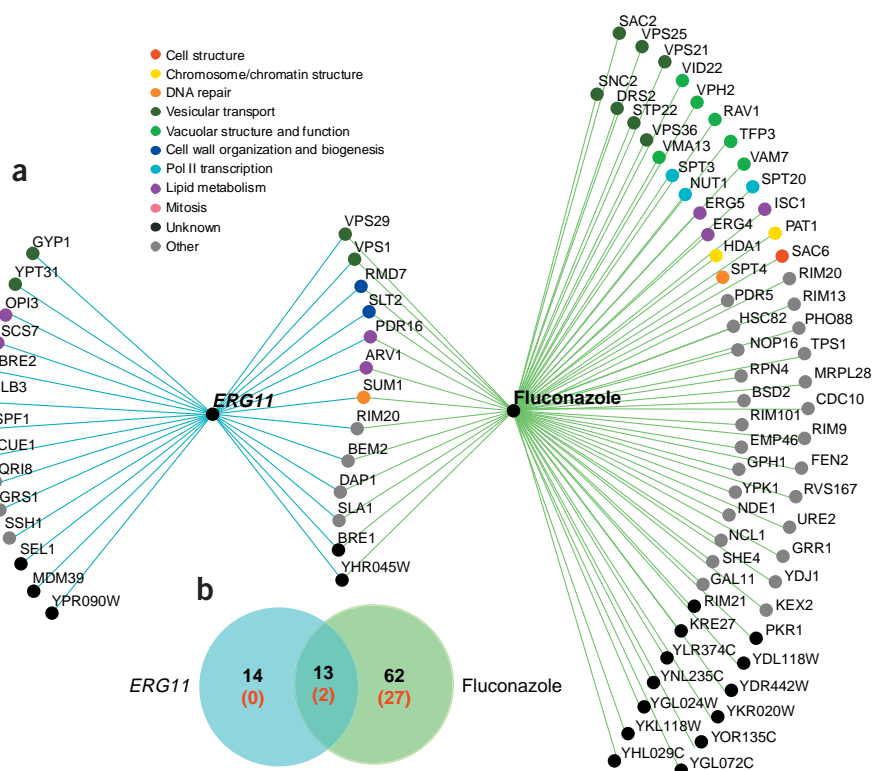 a
Cell structure
Chromosome/chromatin structure
DNA repair
Vesicular transport
Vacuolar structure and function
Cell wall organization and biogenesis
Pol II transcription
Lipid metabolism
Mitosis
Unknown
Other
GYP1
YPT31
OPI3
SCS7
BRE2
LB3
SPF1
CUE1
QRI8
GRS1
SSH1
SEL1
MDM39
YPR090W
ERG11
VPS29
VPS1
RMD7
SLT2
PDR16
ARV1
SUM1
RIM20
BEM2
DAP1
SLA1
BRE1
YHR045W
Fluconazole
SAC2
VPS25
VPS21
VID22
SNC2
DRS2
VPH2
STP22
RAV1
VPS36
TFP3
VMA13
VAM7
SPT3
SPT20
NUT1
ERG5
ISC1
ERG4
PAT1
HDA1
SAC6
SPT4
RIM20
PDR5
RIM13
HSC82
PHO88
NOP16
TPS1
RPN4
MRPL28
BSD2
CDC10
RIM101
RIM9
EMP46
GPH1
FEN2
YPK1
RVS167
NDE1
URE2
NCL1
GRR1
SHE4
YDJ1
GAL11
RIM21
KEX2
KRE27
PKR1
YLR374C
YDL118W
YNL235C
YDR442W
YGL024W
YKR020W
YKL118W
YOR135C
YHL029C
YGL072C
b
ERG11
14
(0)
13
(2)
62
(27)
Fluconazole